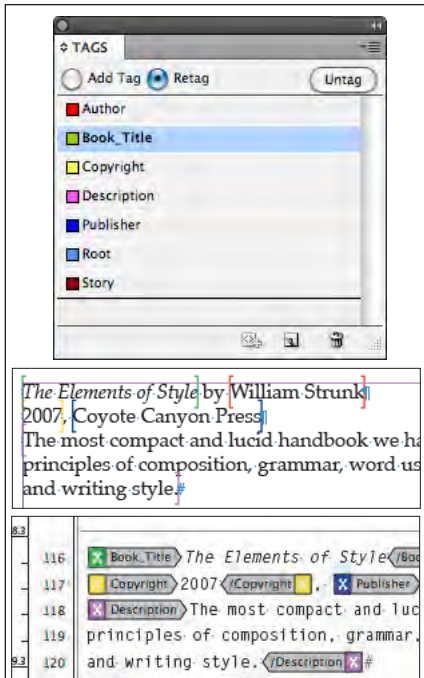 TAGS
Add Tag Retag Untag
Author
Book_Title
Copyright
Description
Publisher
Root
Story
The Elements of Style by William Strunk
2007, Coyote Canyon Press
The most compact and lucid handbook we ha
principles of composition, grammar, word us
and writing style.#
8.3
116 Book_Title The Elements of Style /Boo
117 Copyright 2007 /Copyright , Publisher
118 Description The most compact and luc
119 principles of composition, grammar,
9.3 120 and writing style. /Description #